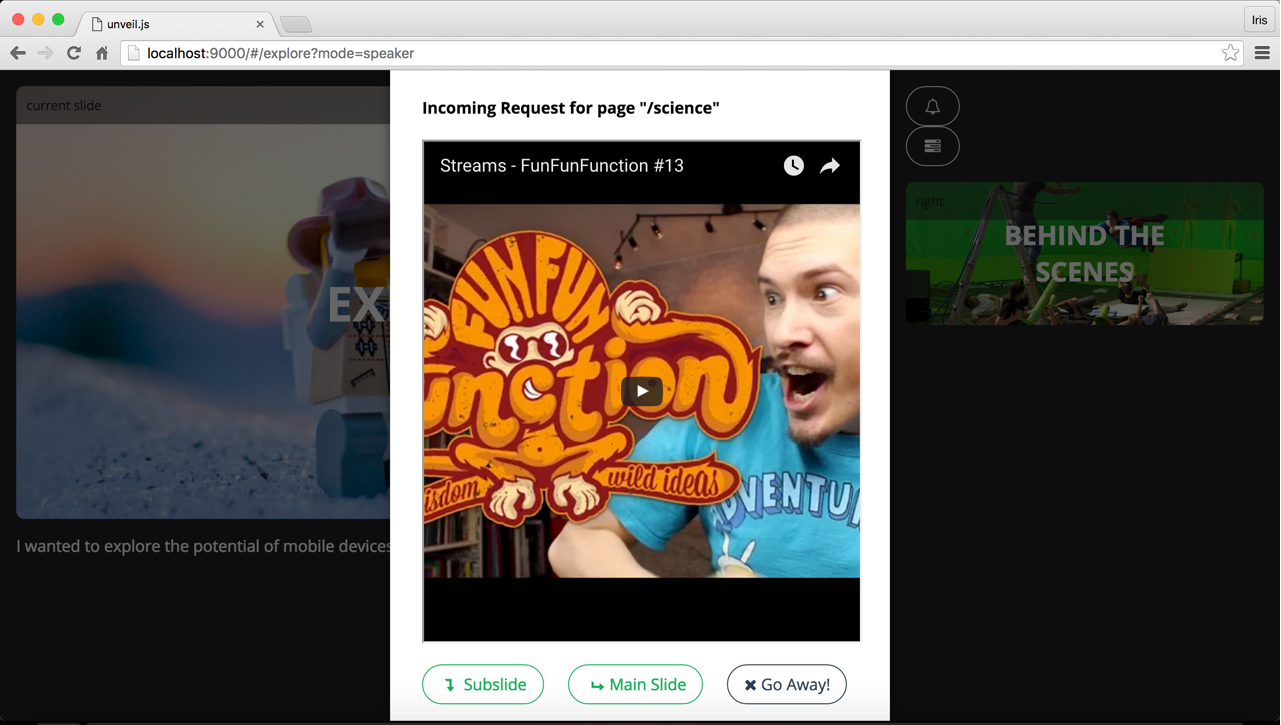 unveil.js
Iris
localhost:9000/#/explore?mode=speaker
current slide
EX
I wanted to explore the potential of mobile devices
Incoming Request for page "/science"
Streams - FunFunFunction #13
FUNFUN
unction
isdom
wild ideas
DVENTU
Subslide
Main Slide
Go Away!
right
BEHIND THE
SCENES